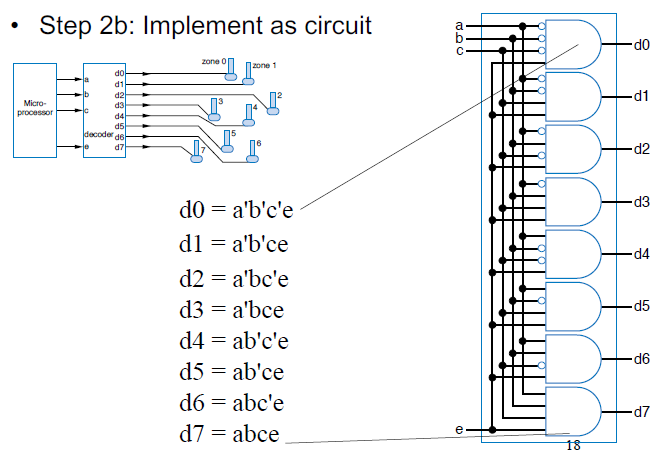 • Step 2b: Implement as circuit
Micro-
processor
a
b
c
e
decoder
d0
d1
d2
d3
d4
d5
d6
d7
zone 0
zone 1
2
3
4
5
6
7
d0 = a'b'c'e
d1 = a'b'ce
d2 = a'bc'e
d3 = a'bce
d4 = ab'c'e
d5 = ab'ce
d6 = abc'e
d7 = abce
a
b
c
e
d0
d1
d2
d3
d4
d5
d6
d7
18